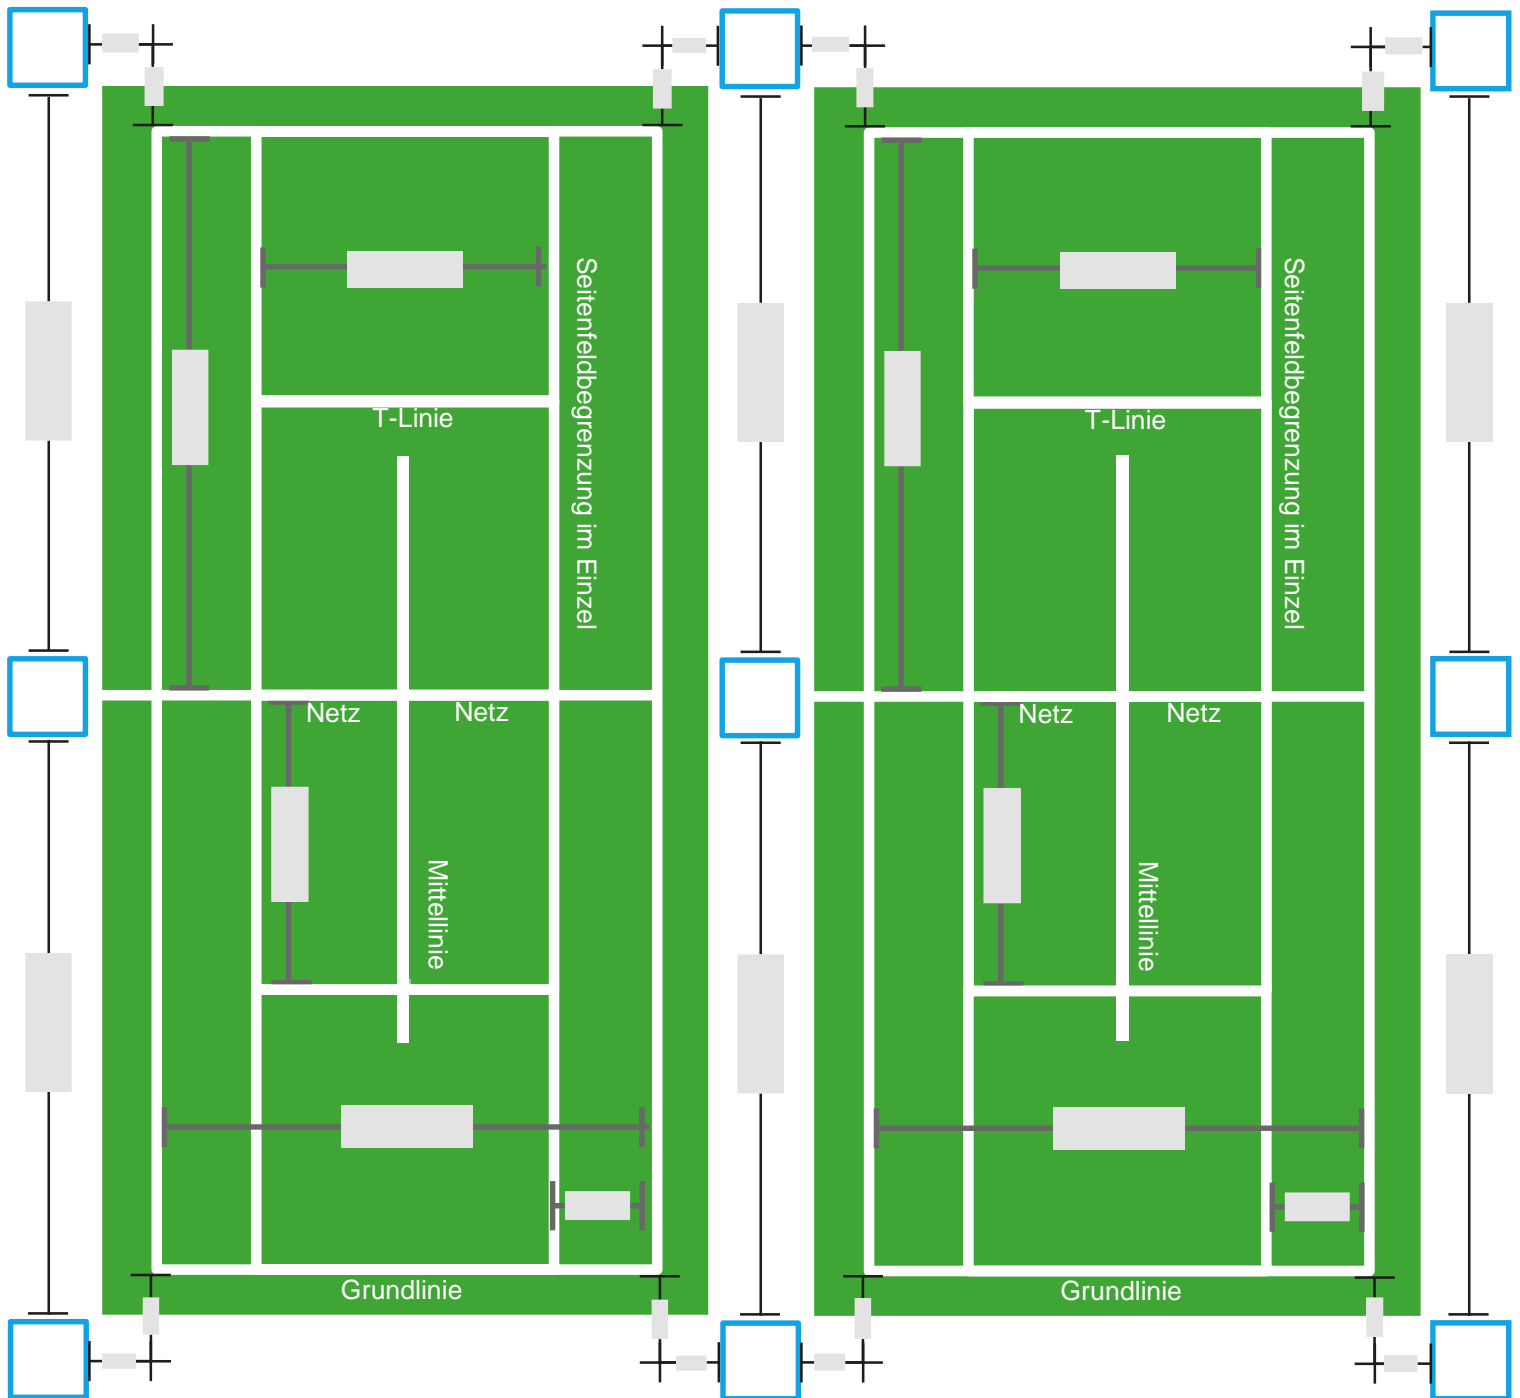 Seitenfeldbegrenzung im Einzel
T-Linie
Netz
Netz
Mittellinie
Grundlinie
Seitenfeldbegrenzung im Einzel
T-Linie
Netz
Netz
Mittellinie
Grundlinie